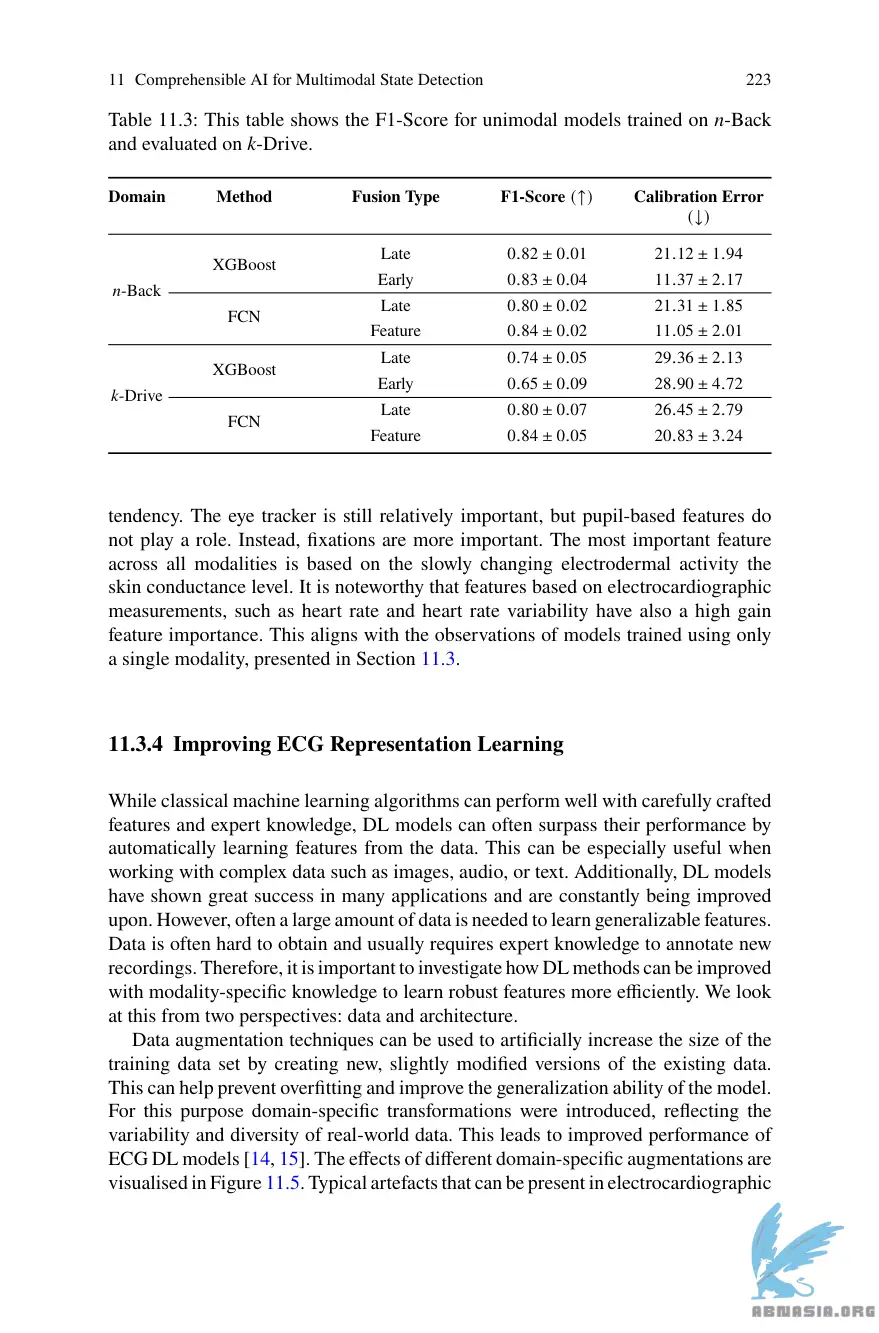 11 Comprehensible AI for Multimodal State Detection 223
Table 11.3: This table shows the F1-Score for unimodal models trained on n-Back
and evaluated on k-Drive.
Domain Method Fusion Type F1-Score (↑) Calibration Error
(↓)
n-Back XGBoost Late 0.82 ± 0.01 21.12 ± 1.94
Early 0.83 ± 0.04 11.37 ± 2.17
FCN Late 0.80 ± 0.02 21.31 ± 1.85
Feature 0.84 ± 0.02 11.05 ± 2.01
k-Drive XGBoost Late 0.74 ± 0.05 29.36 ± 2.13
Early 0.65 ± 0.09 28.90 ± 4.72
FCN Late 0.80 ± 0.07 26.45 ± 2.79
Feature 0.84 ± 0.05 20.83 ± 3.24
tendency. The eye tracker is still relatively important, but pupil-based features do
not play a role. Instead, fixations are more important. The most important feature
across all modalities is based on the slowly changing electrodermal activity the
skin conductance level. It is noteworthy that features based on electrocardiographic
measurements, such as heart rate and heart rate variability have also a high gain
feature importance. This aligns with the observations of models trained using only
a single modality, presented in Section 11.3.
11.3.4 Improving ECG Representation Learning
While classical machine learning algorithms can perform well with carefully crafted
features and expert knowledge, DL models can often surpass their performance by
automatically learning features from the data. This can be especially useful when
working with complex data such as images, audio, or text. Additionally, DL models
have shown great success in many applications and are constantly being improved
upon. However, often a large amount of data is needed to learn generalizable features.
Data is often hard to obtain and usually requires expert knowledge to annotate new
recordings. Therefore, it is important to investigate how DL methods can be improved
with modality-specific knowledge to learn robust features more efficiently. We look
at this from two perspectives: data and architecture.
Data augmentation techniques can be used to artificially increase the size of the
training data set by creating new, slightly modified versions of the existing data.
This can help prevent overfitting and improve the generalization ability of the model.
For this purpose domain-specific transformations were introduced, reflecting the
variability and diversity of real-world data. This leads to improved performance of
ECG DL models [14, 15]. The effects of different domain-specific augmentations are
visualised in Figure 11.5. Typical artefacts that can be present in electrocardiographic
ABNASIA.ORG